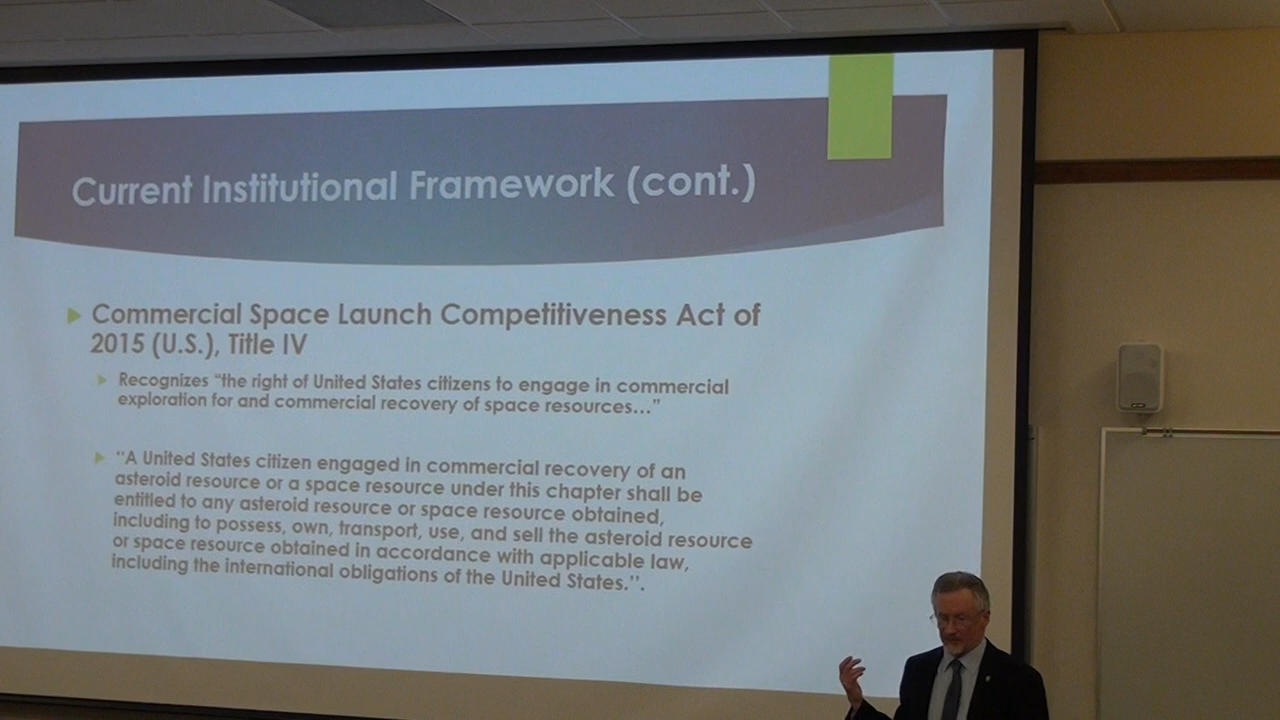 Current Institutional Framework (cont.)
Commercial Space Launch Competitiveness Act of
2015 (U.S.), Title IV
Recognizes “the right of United States citizens to engage in commercial
exploration for and commercial recovery of space resources…”
“A United States citizen engaged in commercial recovery of an
asteroid resource or a space resource under this chapter shall be
entitled to any asteroid resource or space resource obtained,
including to possess, own, transport, use, and sell the asteroid resource
or space resource obtained in accordance with applicable law,
including the international obligations of the United States.”.